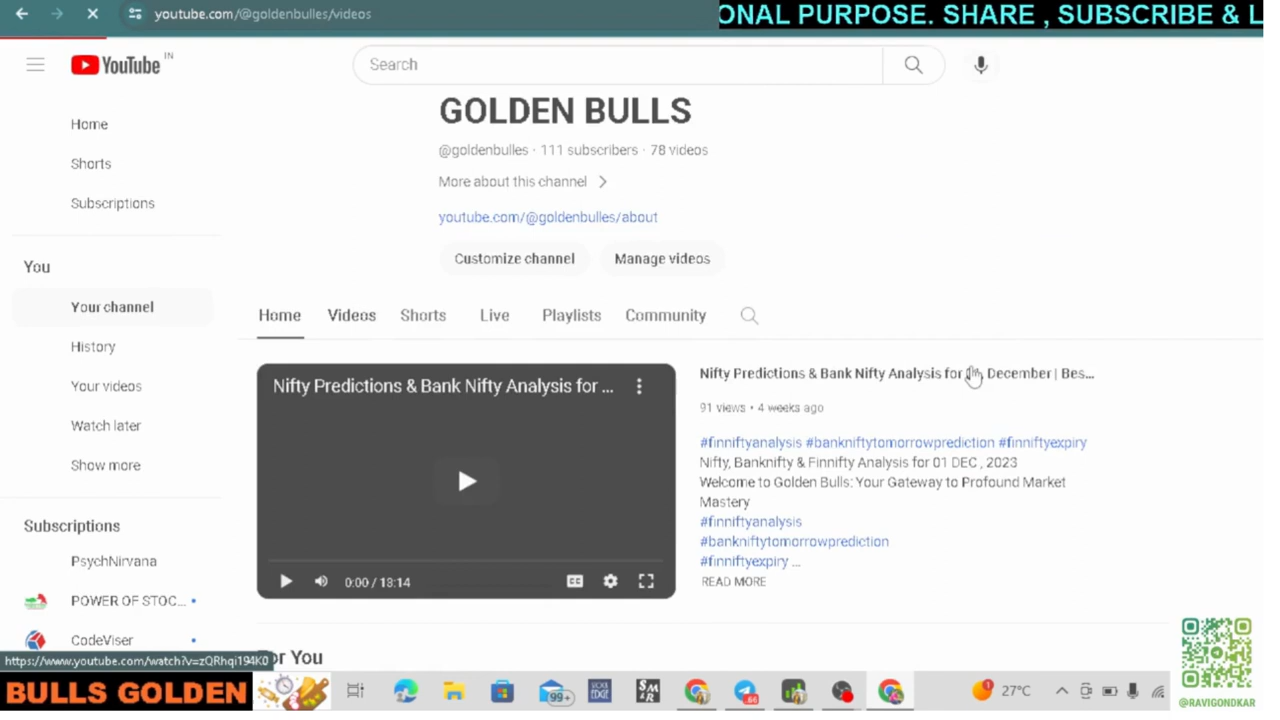 youtube.com/@goldenbulles/videos
ONAL PURPOSE. SHARE , SUBSCRIBE & L
YouTube IN
Search
GOLDEN BULLS
@goldenbulles · 111 subscribers · 78 videos
More about this channel
youtube.com/@goldenbulles/about
Customize channel
Manage videos
Home
Shorts
Subscriptions
You
Your channel
History
Your videos
Watch later
Show more
Subscriptions
PsychNirvana
POWER OF STOC...
CodeViser
Home Videos Shorts Live Playlists Community
Nifty Predictions & Bank Nifty Analysis for ...
0:00 / 13:14
Nifty Predictions & Bank Nifty Analysis for December | Bes...
91 views • 4 weeks ago
#finniftyanalysis #bankniftytomorrowprediction #finniftyexpiry
Nifty, Banknifty & Finnifty Analysis for 01 DEC , 2023
Welcome to Golden Bulls: Your Gateway to Profound Market
Mastery
#finniftyanalysis
#bankniftytomorrowprediction
#finniftyexpiry ...
READ MORE
For You
https://www.youtube.com/watch?v=zQRhqi194K0
BULLS GOLDEN
99+
27°C
@RAVIGONDKAR